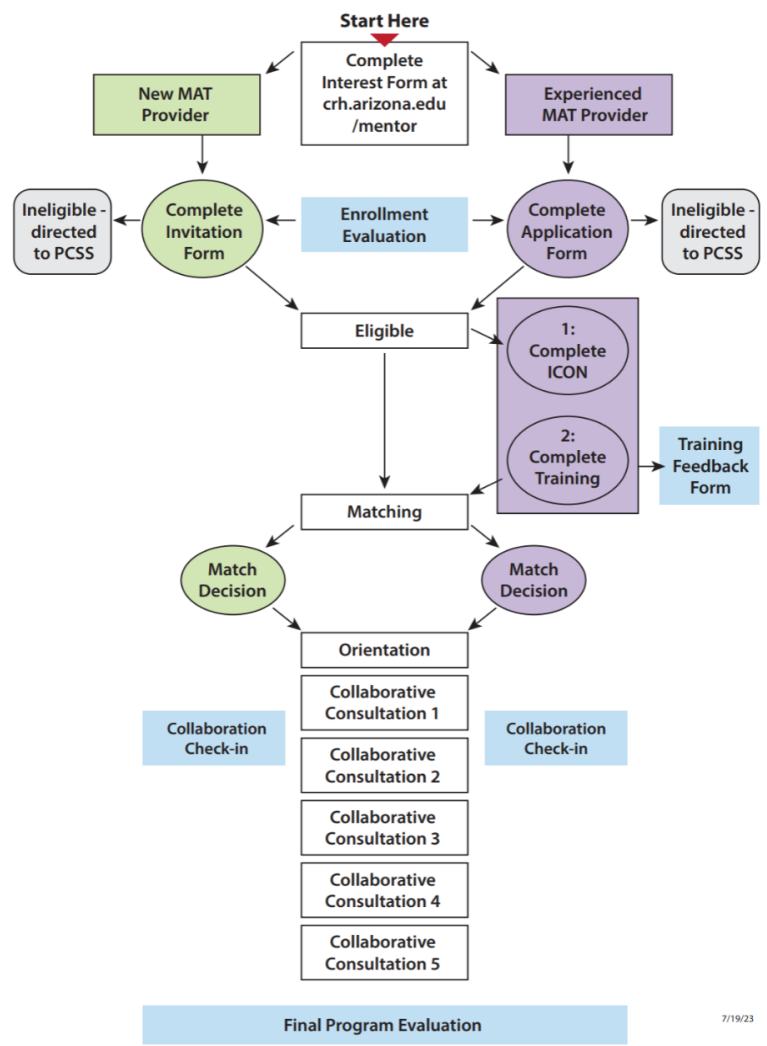 Start Here
Complete
Interest Form at
crh.arizona.edu
/mentor
New MAT
Provider
Experienced
MAT Provider
Ineligible -
directed
to PCSS
Complete
Invitation
Form
Enrollment
Evaluation
Complete
Application
Form
Ineligible -
directed
to PCSS
Eligible
1:
Complete
ICON
2:
Complete
Training
Training
Feedback
Form
Matching
Match
Decision
Match
Decision
Orientation
Collaborative
Consultation 1
Collaboration
Check-in
Collaboration
Check-in
Collaborative
Consultation 2
Collaborative
Consultation 3
Collaborative
Consultation 4
Collaborative
Consultation 5
Final Program Evaluation
7/19/23